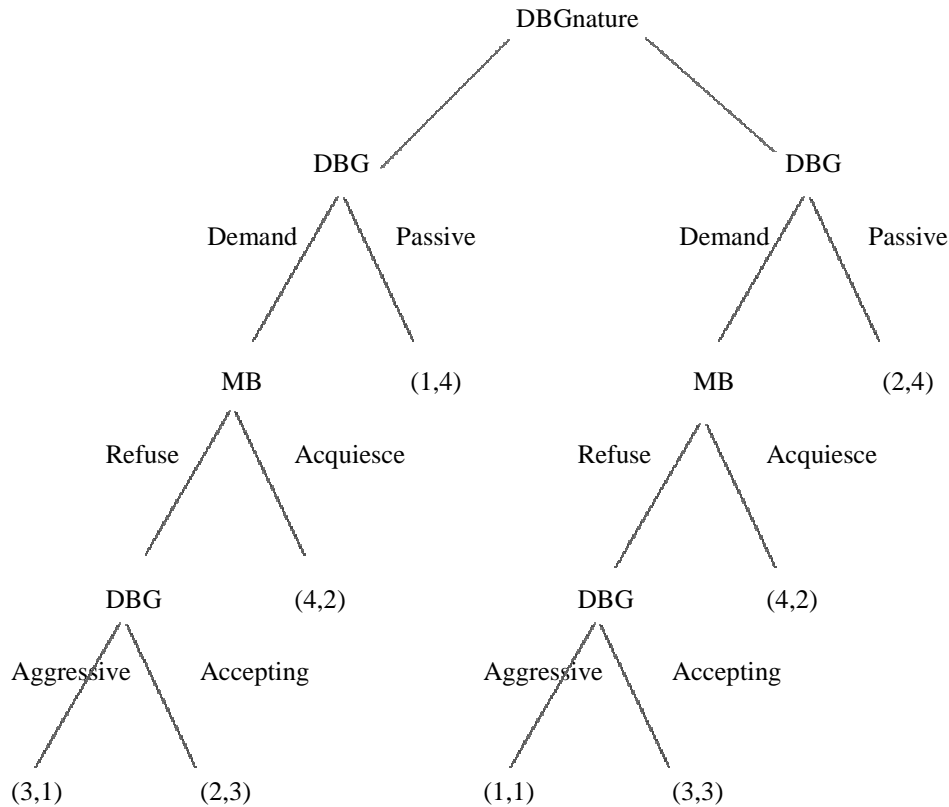 DBGnature
DBG DBG
Demand Passive Demand Passive
MB (1,4) MB (2,4)
Refuse Acquiesce Refuse Acquiesce
DBG (4,2) DBG (4,2)
Aggressive Accepting Aggressive Accepting
(3,1) (2,3) (1,1) (3,3)